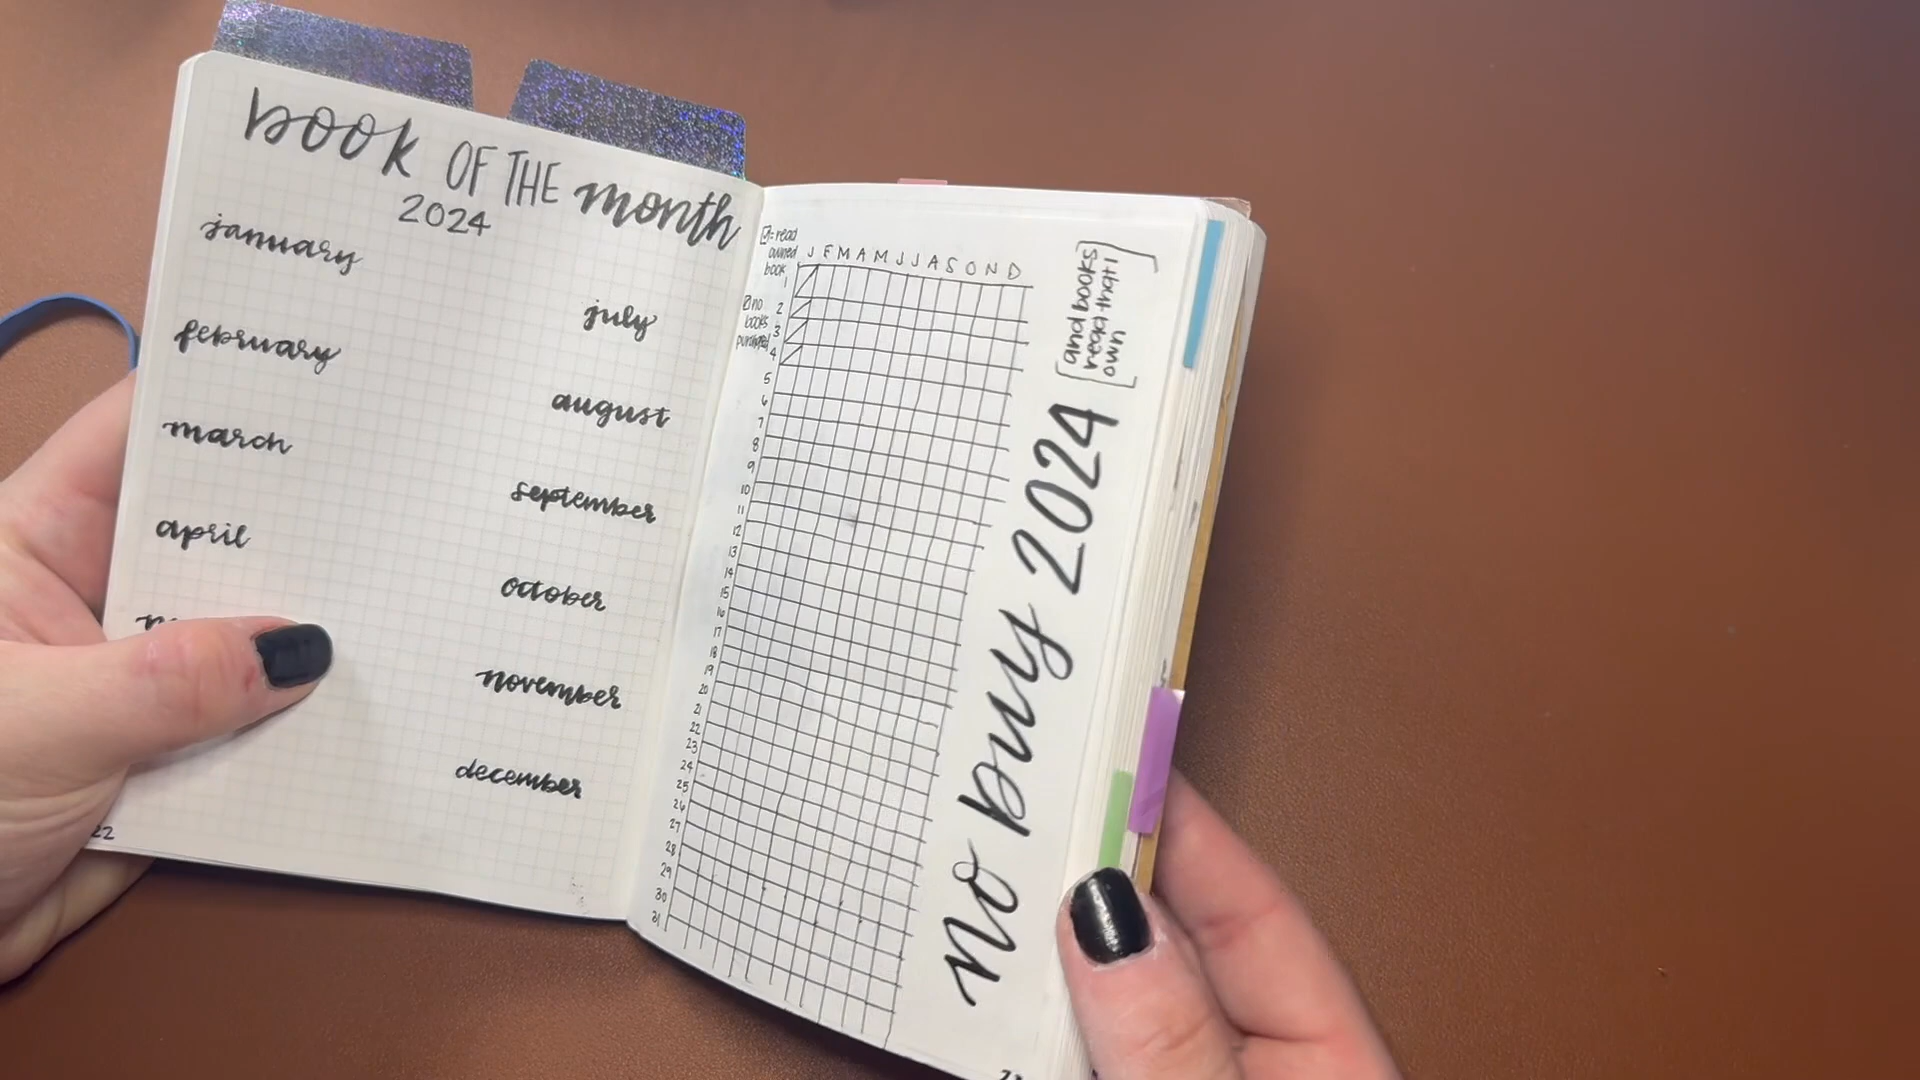 book OF THE month
2024
january
february
march
april
july
august
september
october
november
december
22
= read
owned
book
= no
books
purchased
J F M A M J J A S O N D
1
2
3
4
5
6
7
8
9
10
11
12
13
14
15
16
17
18
19
20
21
22
23
24
25
26
27
28
29
30
31
no buy 2024
[and books
read that I
own]